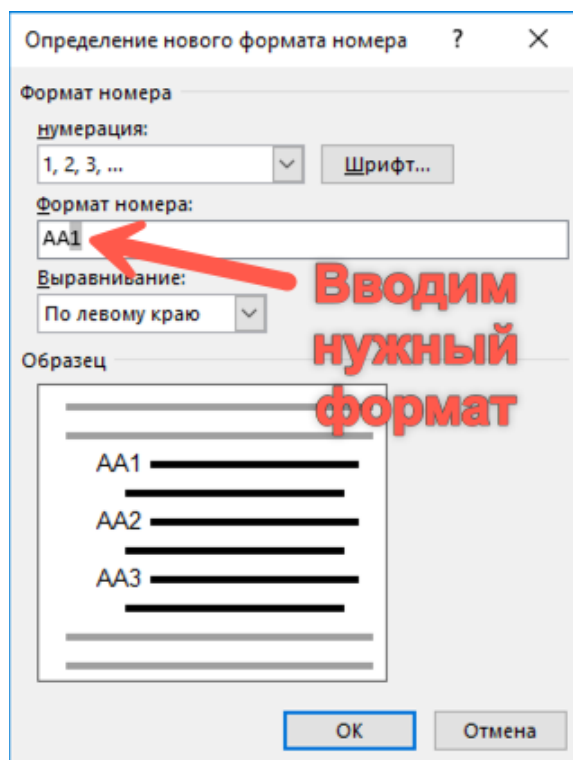 Определение нового формата номера ? ×
Формат номера
нумерация:
1, 2, 3, ...
Шрифт...
Формат номера:
AA1
Выравнивание:
По левому краю
Вводим
нужный
формат
Образец
AA1
AA2
AA3
ОК
Отмена